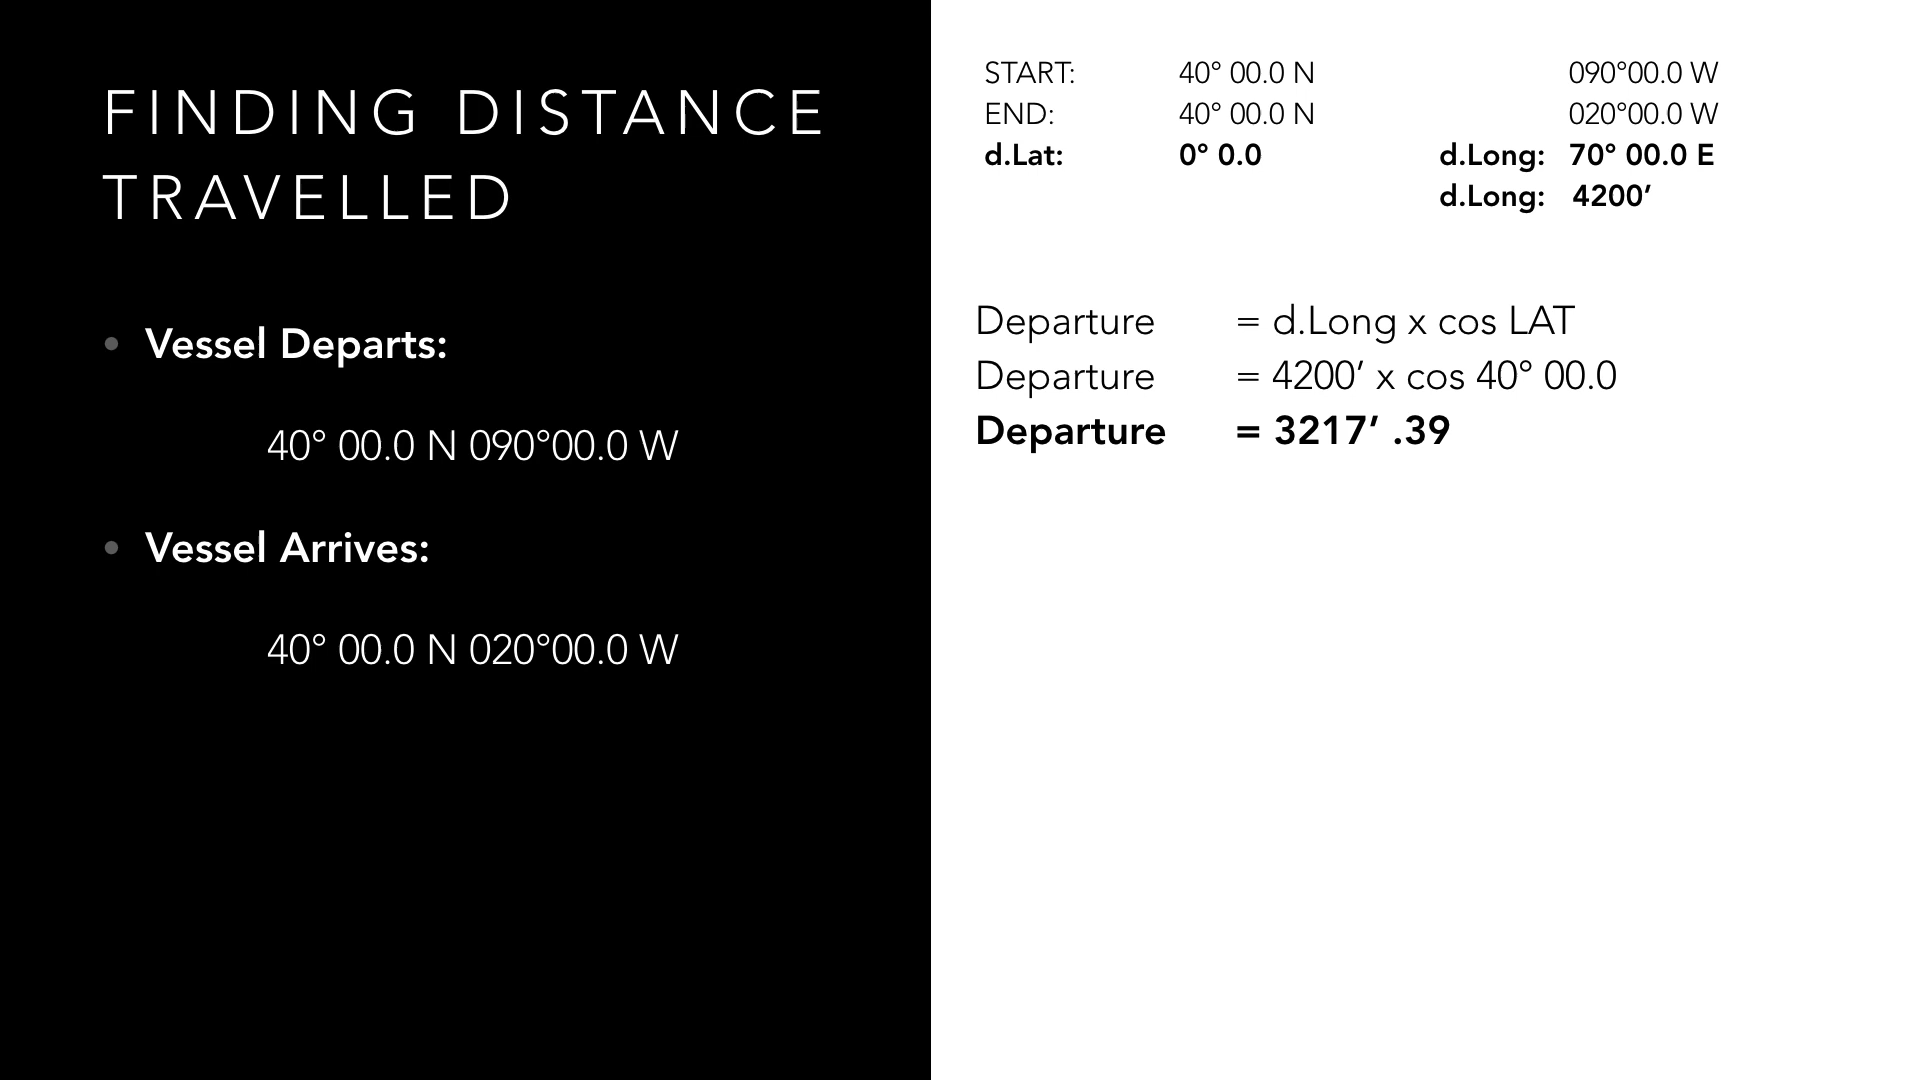 FINDING DISTANCE
TRAVELLED
• Vessel Departs:
40° 00.0 N 090°00.0 W
• Vessel Arrives:
40° 00.0 N 020°00.0 W
START: 40° 00.0 N 090°00.0 W
END: 40° 00.0 N 020°00.0 W
d.Lat: 0° 0.0 d.Long: 70° 00.0 E
d.Long: 4200’
Departure = d.Long x cos LAT
Departure = 4200’ x cos 40° 00.0
Departure = 3217’ .39